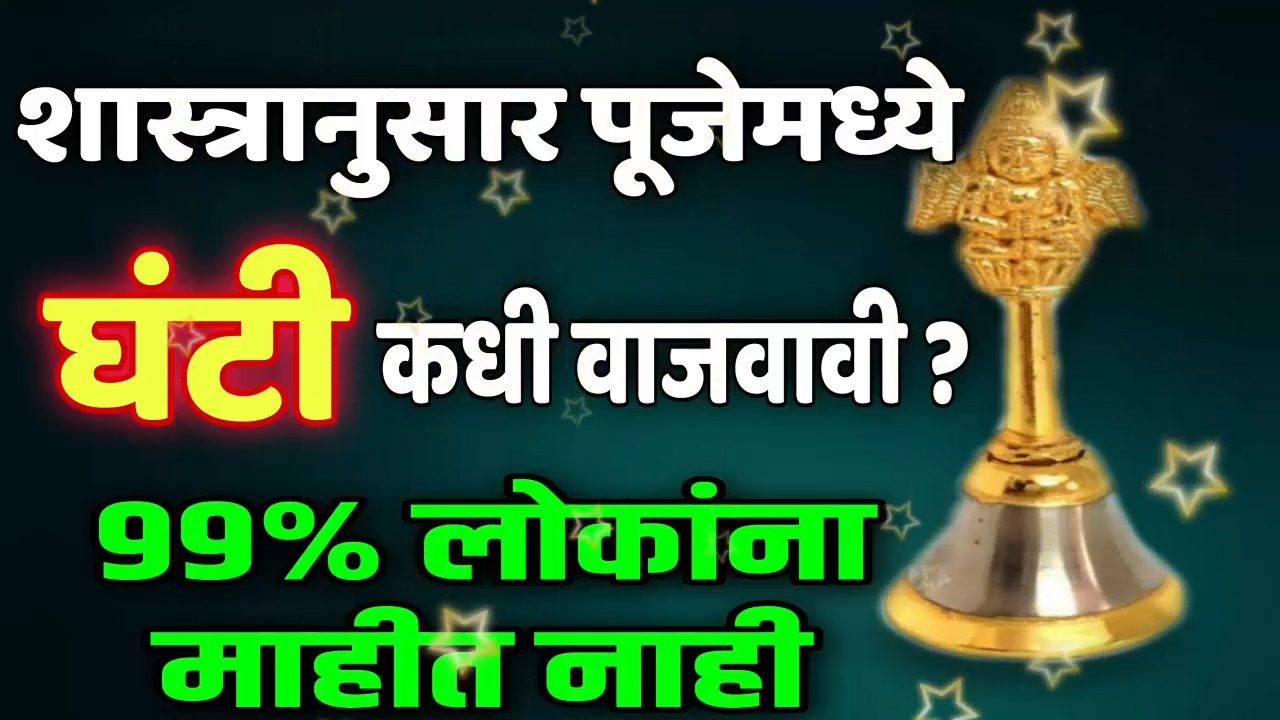 शास्त्रानुसार पूजेमध्ये
घंटी कधी वाजवावी ?
99% लोकांना
माहीत नाही